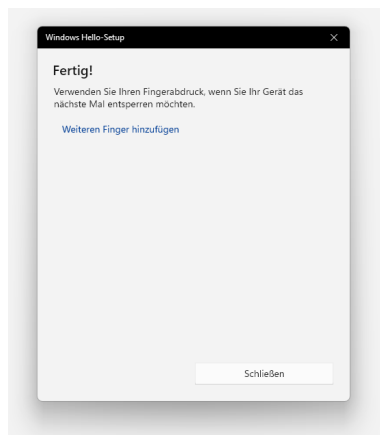 Windows Hello-Setup
Fertig!
Verwenden Sie Ihren Fingerabdruck, wenn Sie Ihr Gerät das
nächste Mal entsperren möchten.
Weiteren Finger hinzufügen
Schließen